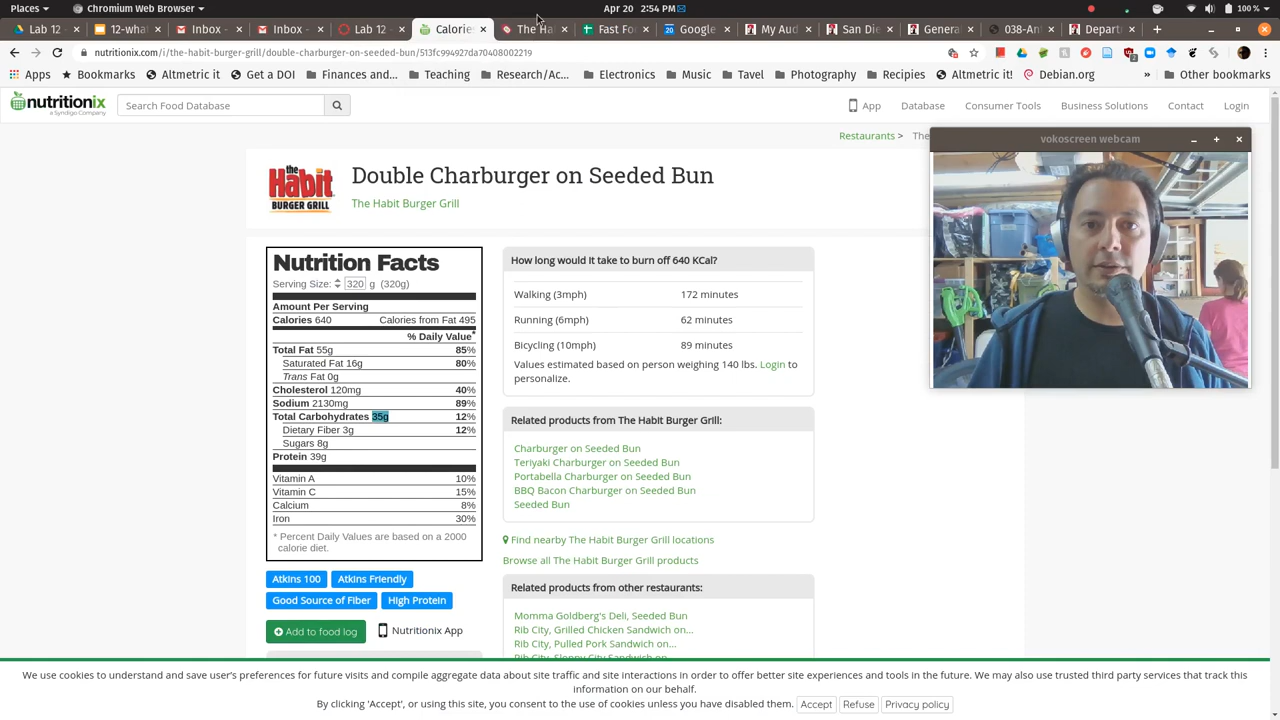 Places
Chromium Web Browser
Apr 20 2:54 PM
Lab 12
12-what
Inbox -
Inbox -
Lab 12
Calorie
The Ha
Fast Fo
Google
My Aud
San Die
Genera
038-An
Depart
nutritionix.com/i/the-habit-burger-grill/double-charburger-on-seeded-bun/513fc994927da70408002219
Apps
Bookmarks
Altmetric it
Get a DOI
Finances and...
Teaching
Research/Ac...
Electronics
Music
Tavel
Photography
Recipies
Altmetric it!
Debian.org
»
Other bookmarks
nutritionix
a Syndigo Company
Search Food Database
App
Database
Consumer Tools
Business Solutions
Contact
Login
Restaurants > The
vokoscreen webcam
the Habit BURGER GRILL
Double Charburger on Seeded Bun
The Habit Burger Grill
Nutrition Facts
Serving Size: 320 g (320g)
Amount Per Serving
Calories 640 Calories from Fat 495
% Daily Value*
Total Fat 55g 85%
Saturated Fat 16g 80%
Trans Fat 0g
Cholesterol 120mg 40%
Sodium 2130mg 89%
Total Carbohydrates 35g 12%
Dietary Fiber 3g 12%
Sugars 8g
Protein 39g
Vitamin A 10%
Vitamin C 15%
Calcium 8%
Iron 30%
* Percent Daily Values are based on a 2000
calorie diet.
Atkins 100
Atkins Friendly
Good Source of Fiber
High Protein
Add to food log
Nutritionix App
How long would it take to burn off 640 KCal?
Walking (3mph) 172 minutes
Running (6mph) 62 minutes
Bicycling (10mph) 89 minutes
Values estimated based on person weighing 140 lbs. Login to
personalize.
Related products from The Habit Burger Grill:
Charburger on Seeded Bun
Teriyaki Charburger on Seeded Bun
Portabella Charburger on Seeded Bun
BBQ Bacon Charburger on Seeded Bun
Seeded Bun
Find nearby The Habit Burger Grill locations
Browse all The Habit Burger Grill products
Related products from other restaurants:
Momma Goldberg's Deli, Seeded Bun
Rib City, Grilled Chicken Sandwich on...
Rib City, Pulled Pork Sandwich on...
Rib City, Sloppy City Sandwich on
We use cookies to understand and save user's preferences for future visits and compile aggregate data about site traffic and site interactions in order to offer better site experiences and tools in the future. We may also use trusted third party services that track this
information on our behalf.
By clicking 'Accept', or using this site, you consent to the use of cookies unless you have disabled them. Accept Refuse Privacy policy